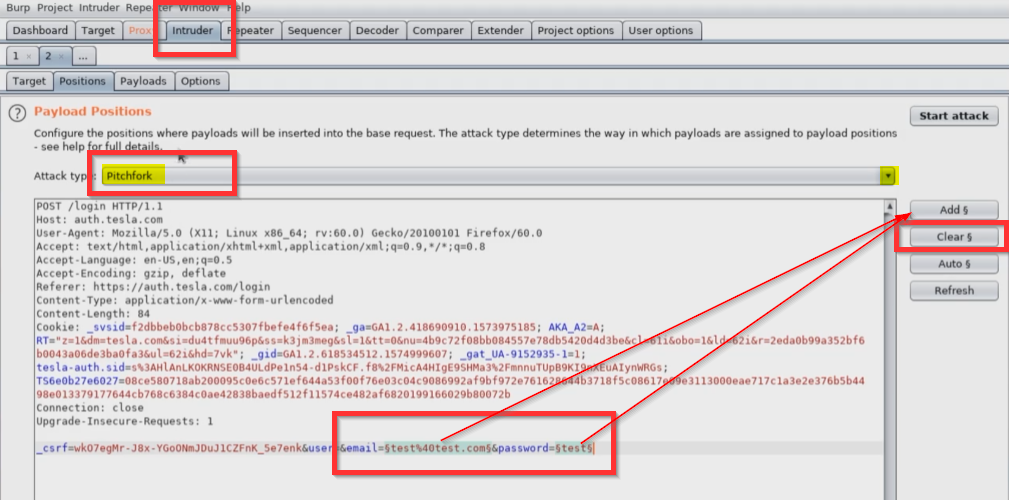 Burp Project Intruder Repeater Window Help
Dashboard Target Proxy Intruder Repeater Sequencer Decoder Comparer Extender Project options User options
1 × 2 × ...
Target Positions Payloads Options
? Payload Positions
Start attack
Configure the positions where payloads will be inserted into the base request. The attack type determines the way in which payloads are assigned to payload positions
- see help for full details.
Attack type: Pitchfork
POST /login HTTP/1.1
Add §
Host: auth.tesla.com
User-Agent: Mozilla/5.0 (X11; Linux x86_64; rv:60.0) Gecko/20100101 Firefox/60.0
Clear §
Accept: text/html,application/xhtml+xml,application/xml;q=0.9,*/*;q=0.8
Accept-Language: en-US,en;q=0.5
Auto §
Accept-Encoding: gzip, deflate
Referer: https://auth.tesla.com/login
Refresh
Content-Type: application/x-www-form-urlencoded
Content-Length: 84
Cookie: _svsid=f2dbbeb0bcb878cc5307fbefe4f6f5ea; _ga=GA1.2.418690910.1573975185; AKA_A2=A;
RT="z=1&dm=tesla.com&si=du4tfmuu96p&ss=k3jm3meg&sl=1&tt=0&nu=4b9c72f08bb084557e78db5420d4d3be&cl=61i&obo=1&ld=62i&r=2eda0b99a352bf6
b0043a06de3ba0fa3&ul=62i&hd=7vk"; _gid=GA1.2.618534512.1574999607; _gat_UA-9152935-1=1;
tesla-auth.sid=s%3AHlAnLKOKRNSE0B4ULdPe1n54-d1PskCF.f8%2FMicA4HIgE9SHMa3%2FmnnuTUpB9KI9nXEuAIynWRGs;
TS6e0b27e6027=08ce580718ab200095c0e6c571ef644a53f00f76e03c04c9086992af9bf972e761628044b3718f5c08617e09e3113000eae717c1a3e2e376b5b44
98e013379177644cb768c6384c0ae42838baedf512f11574ce482af6820199166029b80072b
Connection: close
Upgrade-Insecure-Requests: 1
_csrf=wkO7egMr-J8x-YGoONmJDuJ1CZFnK_5e7enk&user=&email=§test%40test.com§&password=§test§